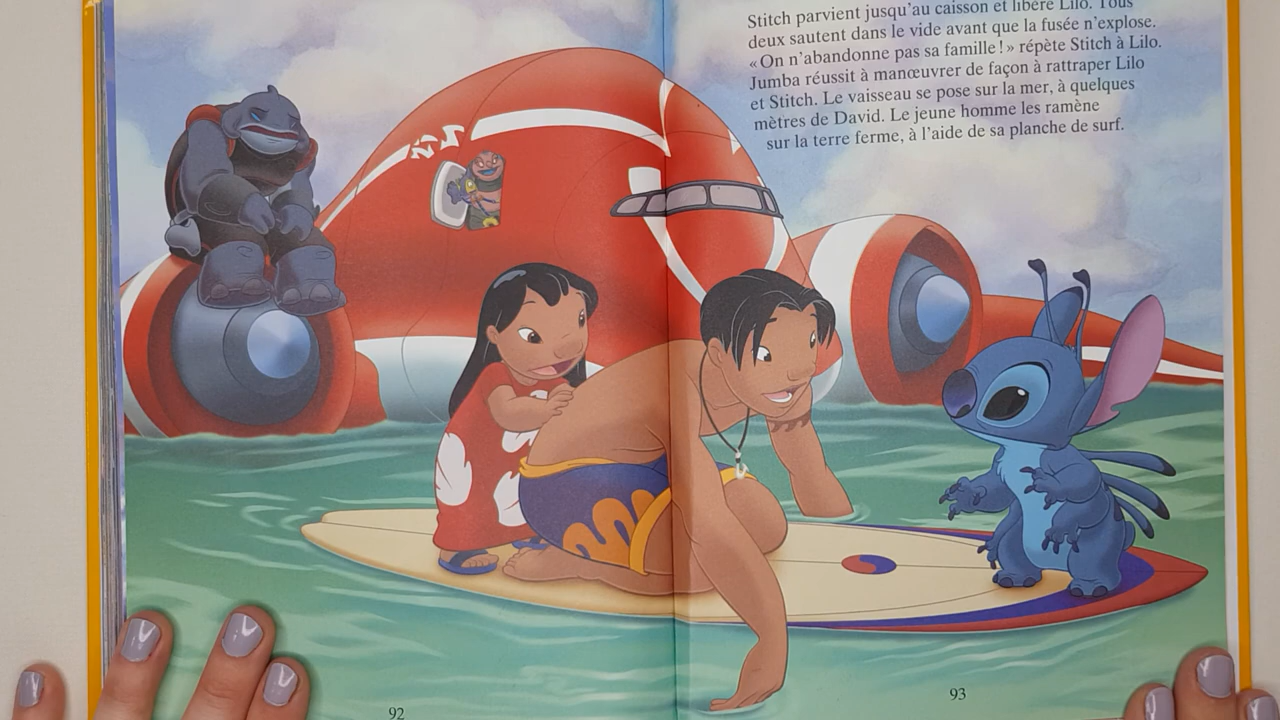 Stitch parvient jusqu'au caisson et libère Lilo. Tous
deux sautent dans le vide avant que la fusée n'explose.
« On n'abandonne pas sa famille ! » répète Stitch à Lilo.
Jumba réussit à manœuvrer de façon à rattraper Lilo
et Stitch. Le vaisseau se pose sur la mer, à quelques
mètres de David. Le jeune homme les ramène
sur la terre ferme, à l'aide de sa planche de surf.
92
93